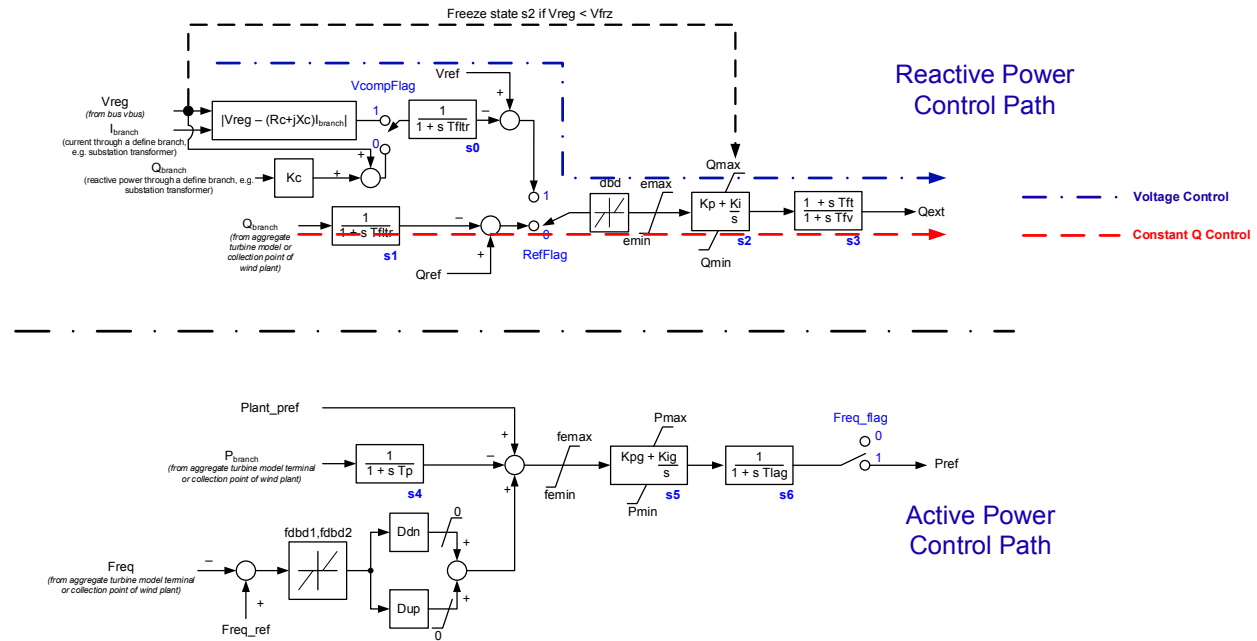 Freeze state s2 if Vreg < Vfrz
Reactive Power
Control Path
VcompFlag
Vref
+
Vreg
(from bus vbus)
|Vreg – (Rc+jXc)Ibranch|
1
1
1 + s Tfltr
–
s0
Ibranch
(current through a define branch,
e.g. substation transformer)
0
+
Qbranch
(reactive power through a define branch, e.g.
substation transformer)
Kc
+
1
dbd
emax
Qmax
Kp + Ki
s
1 + s Tft
1 + s Tfv
Qext
Voltage Control
Qbranch
(from aggregate
turbine model or
collection point of
wind plant)
1
1 + s Tfltr
–
0
emin
s2
s3
Constant Q Control
s1
+
RefFlag
Qmin
Qref
Plant_pref
+
femax
Pmax
Freq_flag
0
Pbranch
(from aggregate turbine model terminal
or collection point of wind plant)
1
1 + s Tp
–
Kpg + Kig
s
1
1 + s Tlag
1
Pref
s4
+
femin
Pmin
s5
s6
Active Power
Control Path
fdbd1,fdbd2
Ddn
0
+
Freq
(from aggregate turbine model terminal
or collection point of wind plant)
–
+
Dup
+
0
Freq_ref